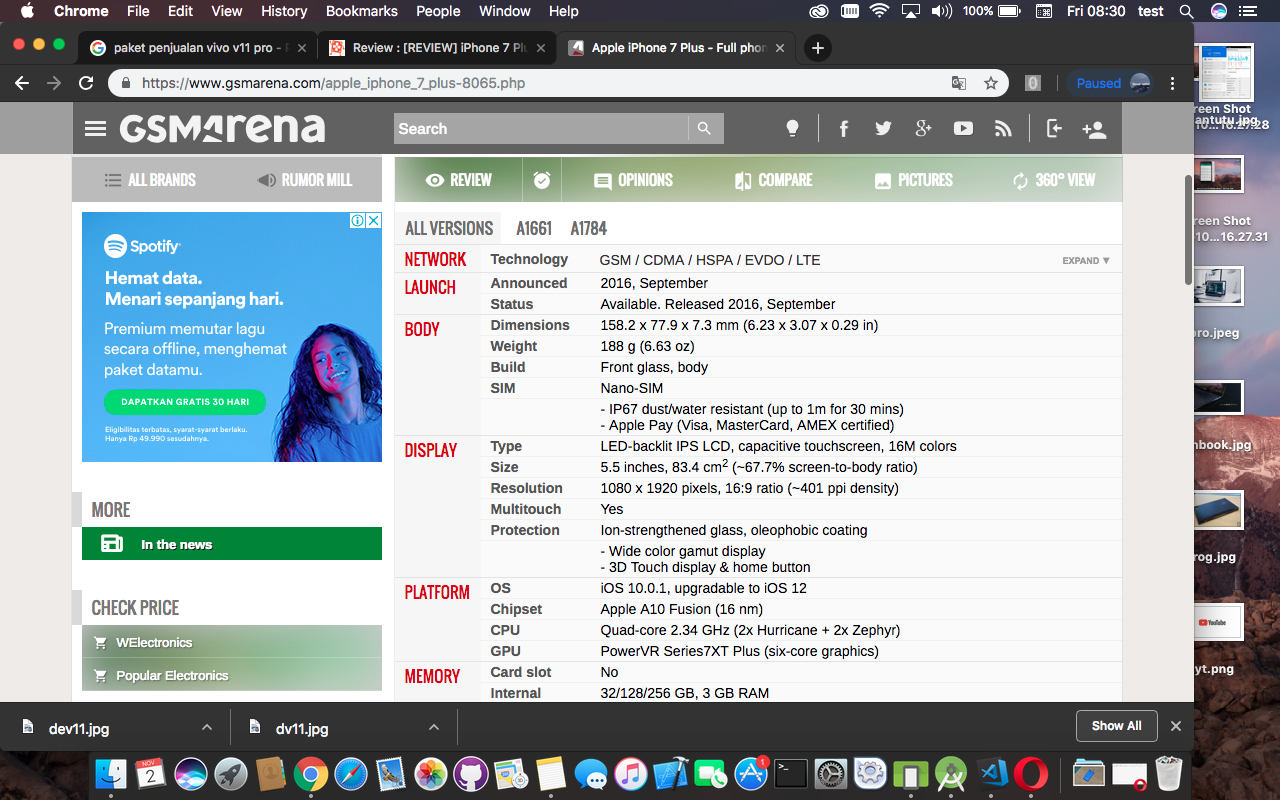 Chrome File Edit View History Bookmarks People Window Help 100% Fri 08:30 test
paket penjualan vivo v11 pro -
Review : [REVIEW] iPhone 7 Pl
Apple iPhone 7 Plus - Full phon
https://www.gsmarena.com/apple_iphone_7_plus-8065.php
0
Paused
GSMArena
Search
ALL BRANDS
RUMOR MILL
REVIEW
OPINIONS
COMPARE
PICTURES
360° VIEW
Spotify
Hemat data.
Menari sepanjang hari.
Premium memutar lagu
secara offline, menghemat
paket datamu.
DAPATKAN GRATIS 30 HARI
Eligibilitas terbatas, syarat-syarat berlaku.
Hanya Rp 49.990 sesudahnya.
MORE
In the news
CHECK PRICE
WElectronics
Popular Electronics
ALL VERSIONS A1661 A1784
NETWORK Technology GSM / CDMA / HSPA / EVDO / LTE EXPAND ▼
LAUNCH Announced 2016, September
Status Available. Released 2016, September
BODY Dimensions 158.2 x 77.9 x 7.3 mm (6.23 x 3.07 x 0.29 in)
Weight 188 g (6.63 oz)
Build Front glass, body
SIM Nano-SIM
- IP67 dust/water resistant (up to 1m for 30 mins)
- Apple Pay (Visa, MasterCard, AMEX certified)
DISPLAY Type LED-backlit IPS LCD, capacitive touchscreen, 16M colors
Size 5.5 inches, 83.4 cm2 (~67.7% screen-to-body ratio)
Resolution 1080 x 1920 pixels, 16:9 ratio (~401 ppi density)
Multitouch Yes
Protection Ion-strengthened glass, oleophobic coating
- Wide color gamut display
- 3D Touch display & home button
PLATFORM OS iOS 10.0.1, upgradable to iOS 12
Chipset Apple A10 Fusion (16 nm)
CPU Quad-core 2.34 GHz (2x Hurricane + 2x Zephyr)
GPU PowerVR Series7XT Plus (six-core graphics)
MEMORY Card slot No
Internal 32/128/256 GB, 3 GB RAM
reen Shot
antutu.jpg
10...16.27.28
reen Shot
10...16.27.31
pro.jpeg
nbook.jpg
rog.jpg
YouTube
yt.png
dev11.jpg
dv11.jpg
Show All
NOV
2
1